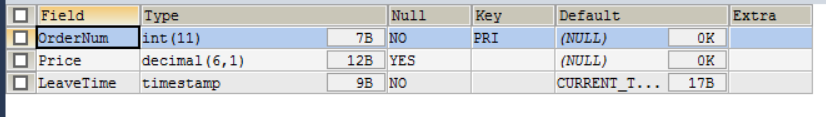 Field Type Null Key Default Extra
OrderNum int(11) 7B NO PRI (NULL) 0K
Price decimal(6,1) 12B YES (NULL) 0K
LeaveTime timestamp 9B NO CURRENT_T... 17B